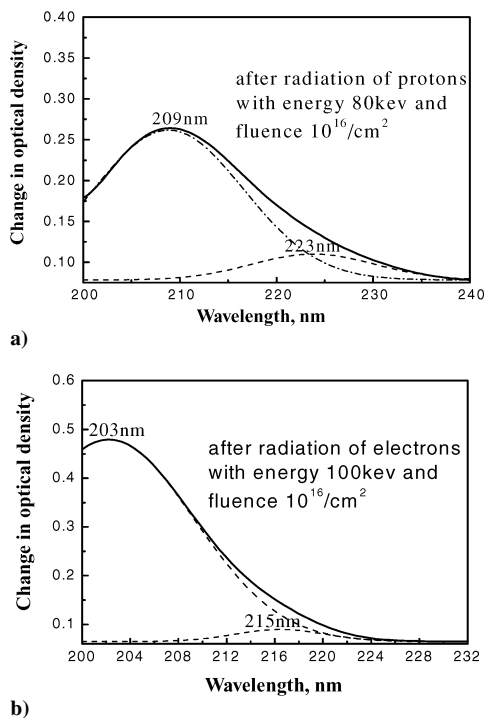 0.40
0.35
0.30
0.25
0.20
0.15
0.10
Change in optical density
after radiation of protons
with energy 80kev and
fluence 10^16/cm^2
209nm
223nm
200 210 220 230 240
Wavelength, nm
a)
0.6
0.5
0.4
0.3
0.2
0.1
Change in optical density
203nm
after radiation of electrons
with energy 100kev and
fluence 10^16/cm^2
215nm
200 204 208 212 216 220 224 228 232
Wavelength, nm
b)